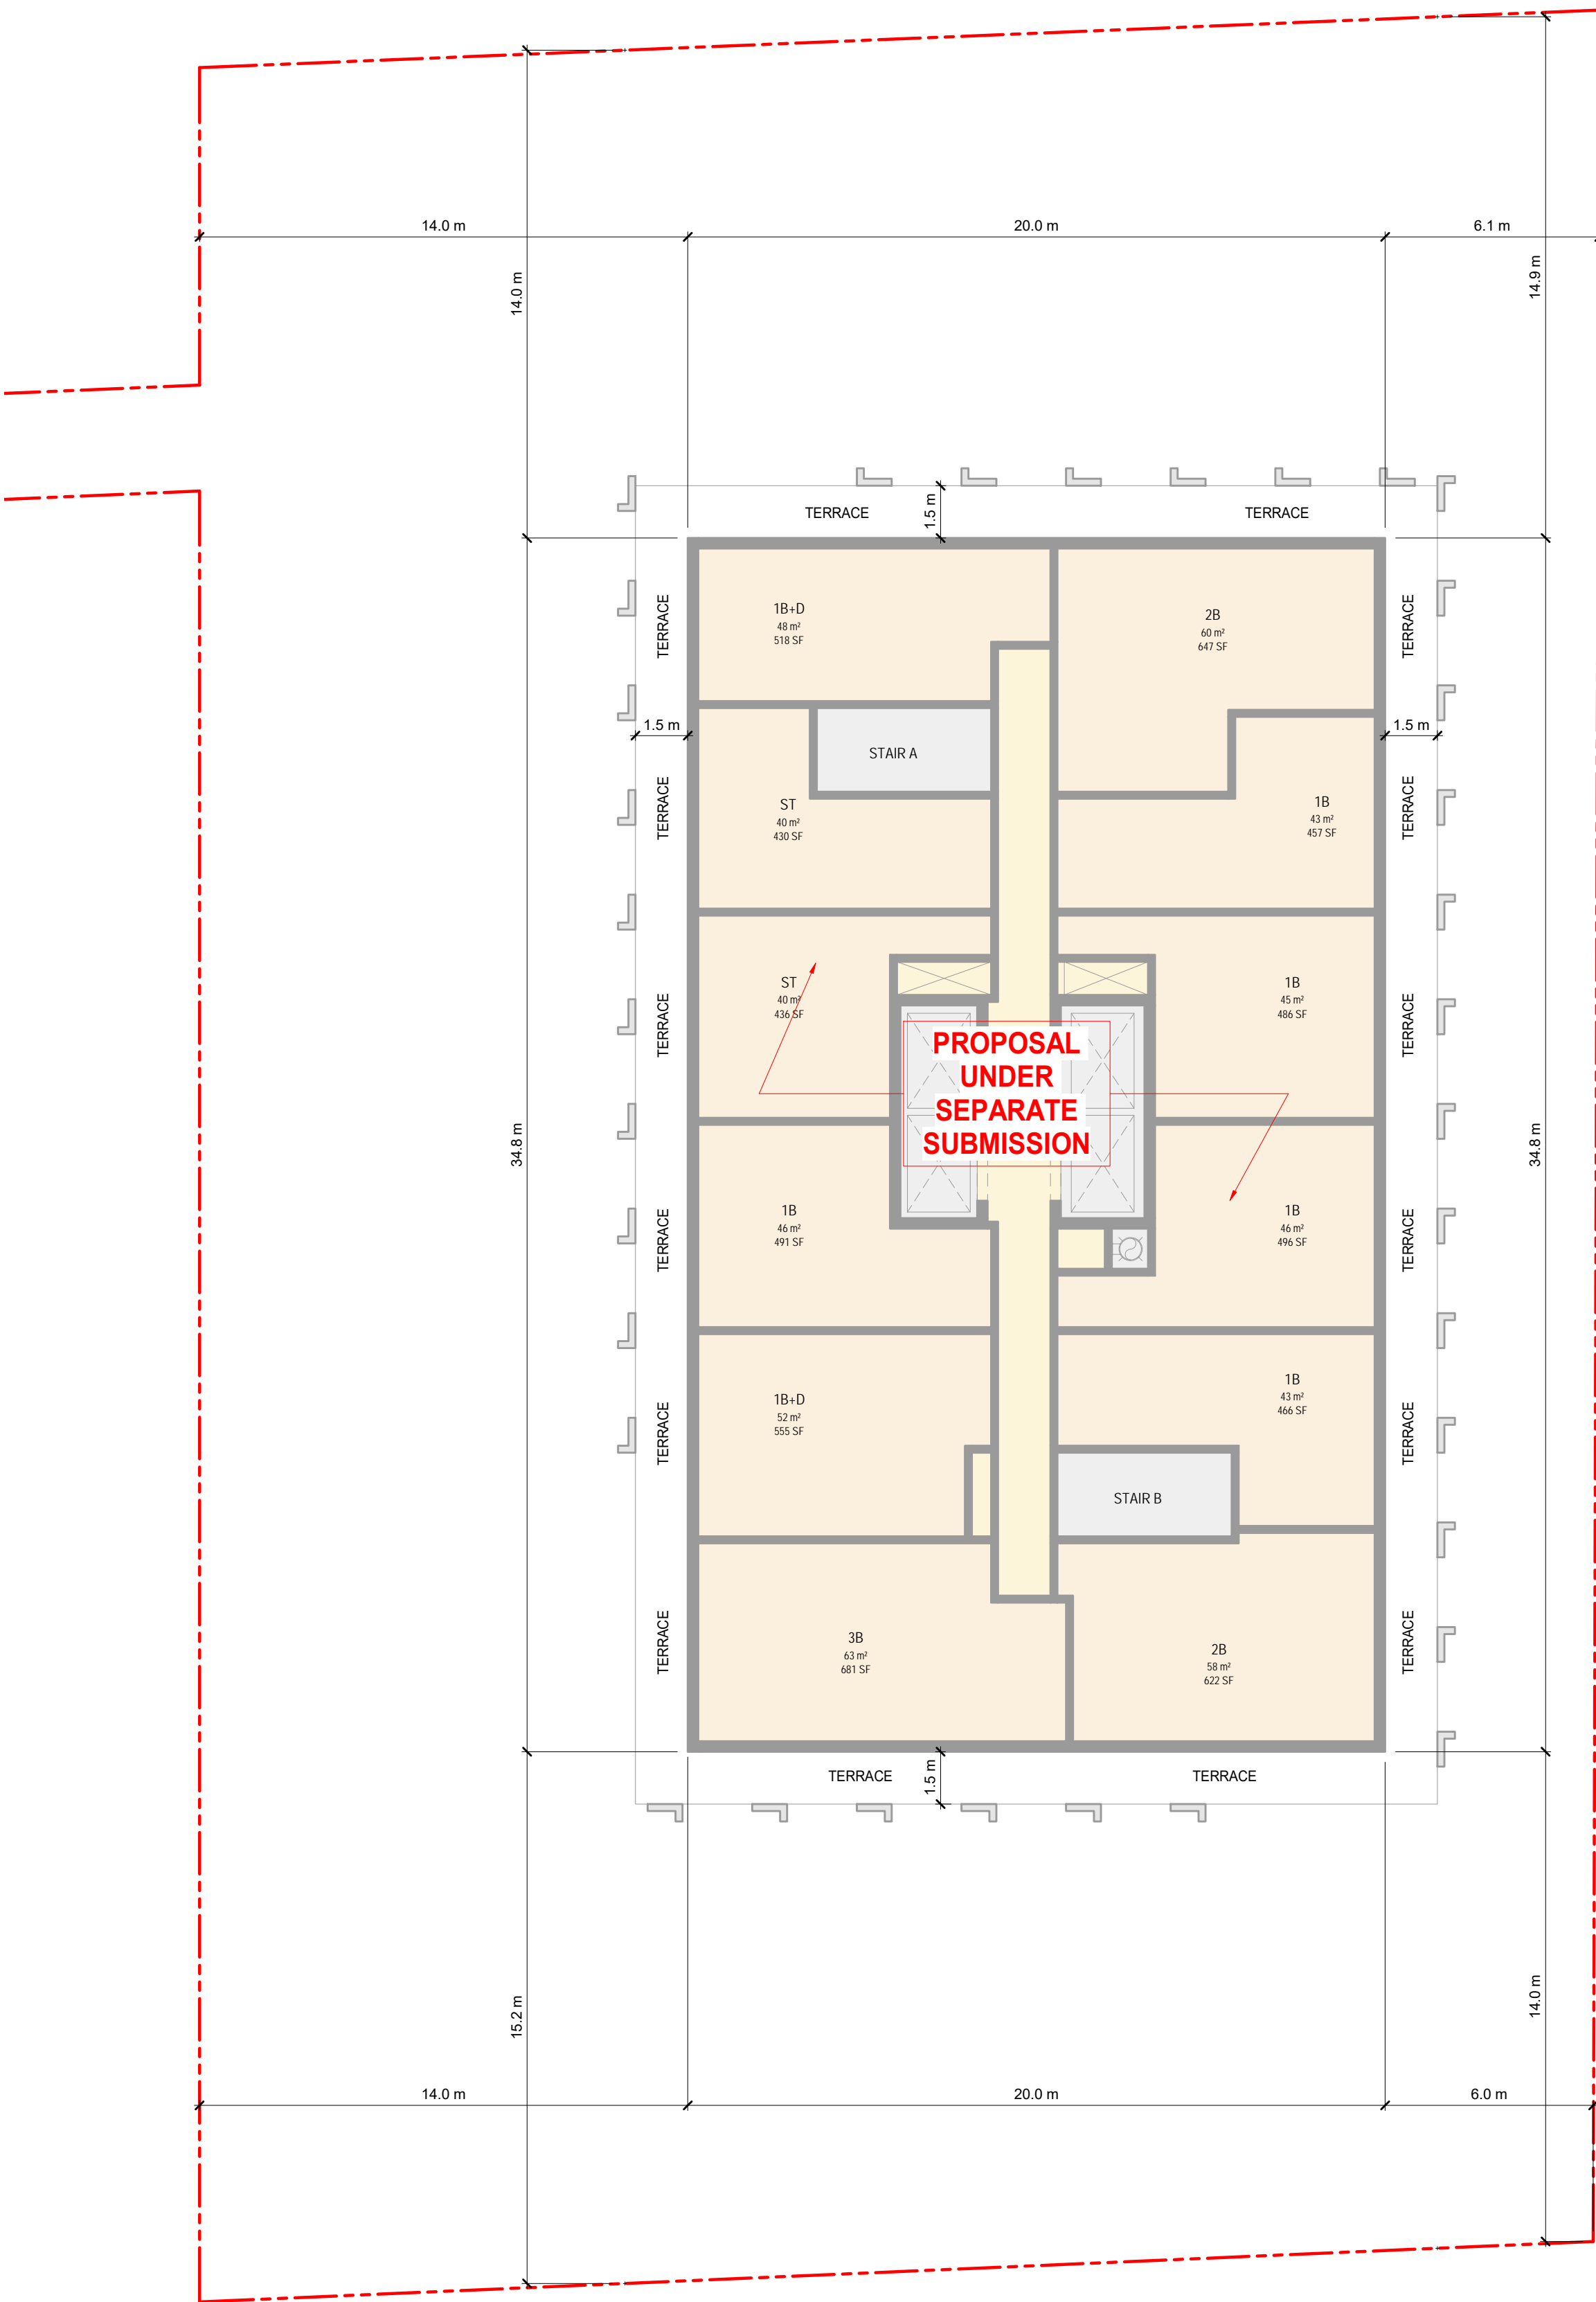 14.0 m
20.0 m
6.1 m
14.0 m
14.9 m
1.5 m
TERRACE
TERRACE
TERRACE
1B+D
48 m²
518 SF
2B
60 m²
647 SF
TERRACE
1.5 m
1.5 m
STAIR A
TERRACE
ST
40 m²
430 SF
1B
43 m²
457 SF
TERRACE
TERRACE
ST
40 m²
436 SF
1B
45 m²
486 SF
TERRACE
PROPOSAL
UNDER
SEPARATE
SUBMISSION
34.8 m
34.8 m
TERRACE
1B
46 m²
491 SF
1B
46 m²
496 SF
TERRACE
TERRACE
1B+D
52 m²
555 SF
1B
43 m²
466 SF
TERRACE
STAIR B
TERRACE
3B
63 m²
681 SF
2B
58 m²
622 SF
TERRACE
TERRACE
1.5 m
TERRACE
15.2 m
14.0 m
14.0 m
20.0 m
6.0 m